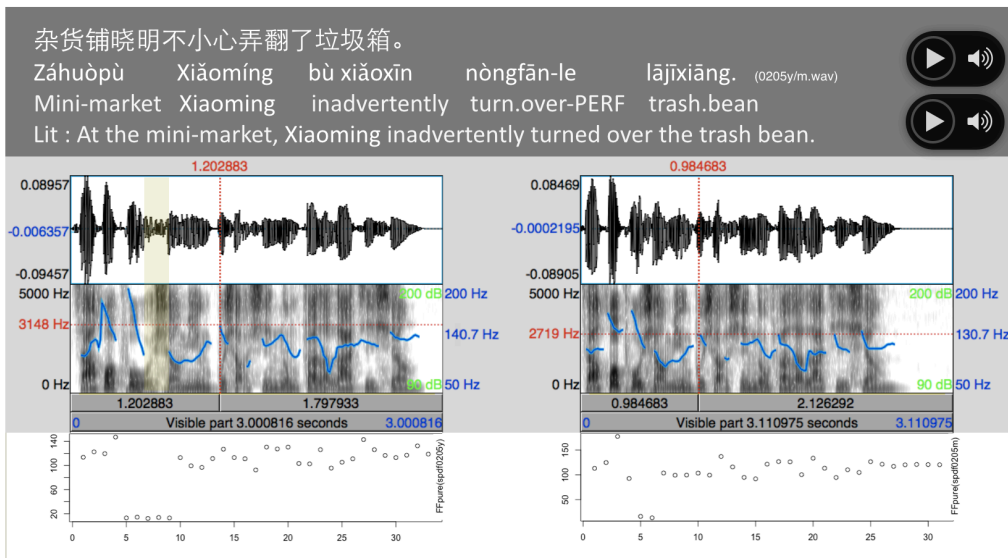 杂货铺晓明不小心弄翻了垃圾箱。
Záhuòpù Xiǎomíng bù xiǎoxīn nòngfān-le lājīxiāng. (0205y/m.wav)
Mini-market Xiaoming inadvertently turn.over-PERF trash.bean
Lit : At the mini-market, Xiaoming inadvertently turned over the trash bean.
1.202883
0.08957
-0.006357
-0.09457
5000 Hz
3148 Hz
0 Hz
200 dB
90 dB
200 Hz
140.7 Hz
50 Hz
1.202883 1.797933
0 Visible part 3.000816 seconds 3.000816
140
100
60
20
0 5 10 15 20 25 30
FFpure(spdf0205y)
0.984683
0.08469
-0.0002195
-0.08905
5000 Hz
2719 Hz
0 Hz
200 dB
90 dB
200 Hz
130.7 Hz
50 Hz
0.984683 2.126292
0 Visible part 3.110975 seconds 3.110975
150
100
50
0 5 10 15 20 25 30
FFpure(spdf0205m)